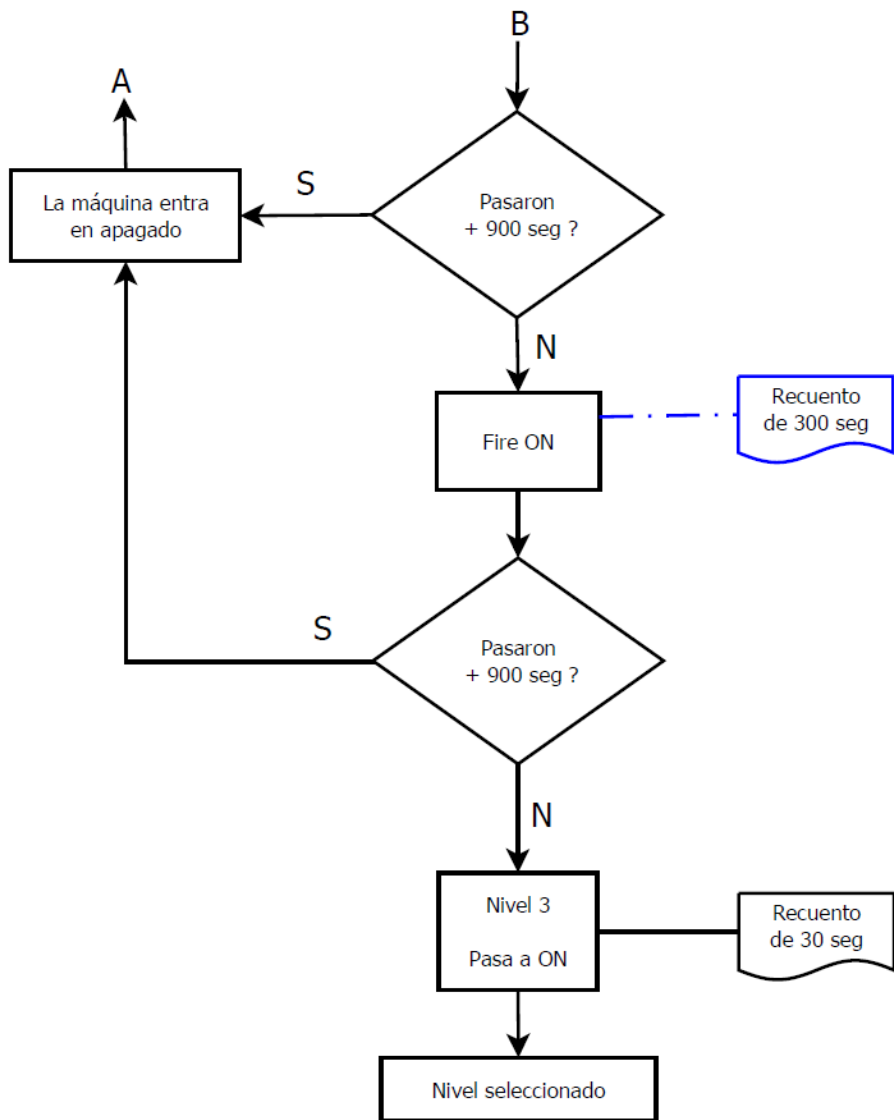 B
A
S
La máquina entra
en apagado
Pasaron
+ 900 seg ?
N
Recuento
de 300 seg
Fire ON
S
Pasaron
+ 900 seg ?
N
Nivel 3
Pasa a ON
Recuento
de 30 seg
Nivel seleccionado